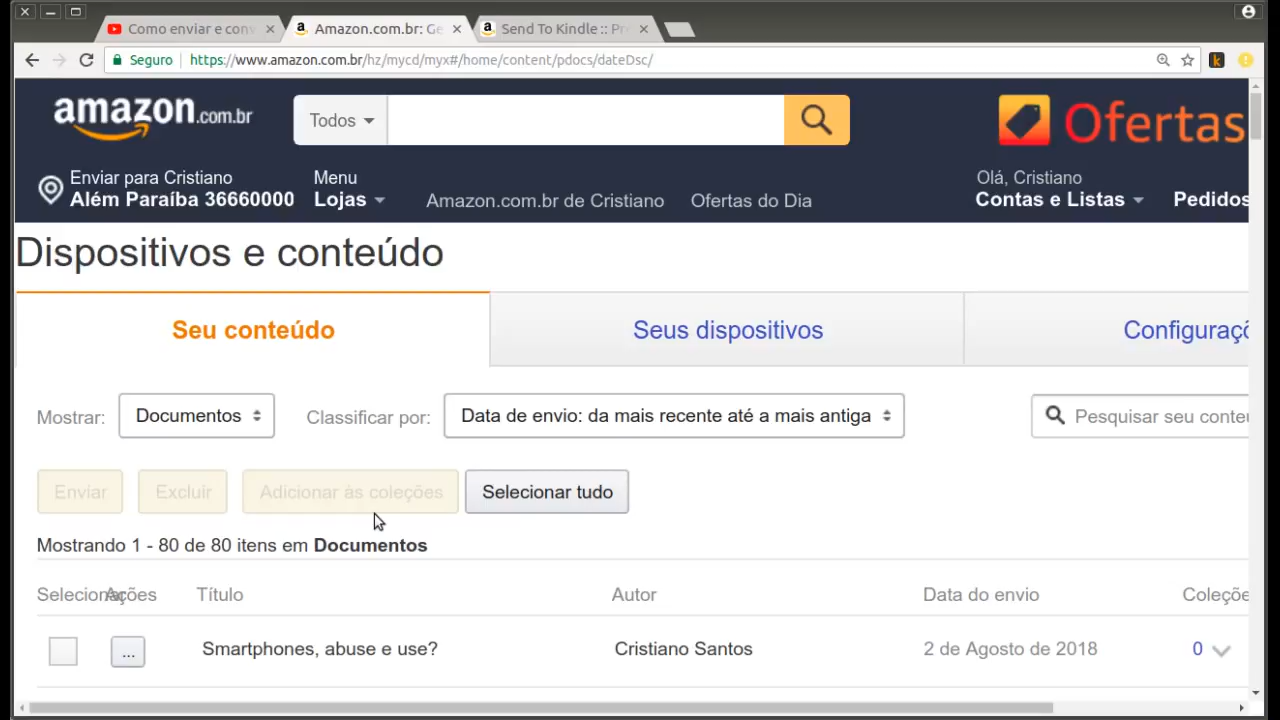 Como enviar e conv
Amazon.com.br: Ge
Send To Kindle :: Pr
Seguro https://www.amazon.com.br/hz/mycd/myx#/home/content/pdocs/dateDsc/
amazon.com.br
Todos
Ofertas
Enviar para Cristiano
Além Paraíba 36660000
Menu
Lojas
Amazon.com.br de Cristiano
Ofertas do Dia
Olá, Cristiano
Contas e Listas
Pedidos
Dispositivos e conteúdo
Seu conteúdo
Seus dispositivos
Configuraçõ
Mostrar: Documentos Classificar por: Data de envio: da mais recente até a mais antiga Pesquisar seu conteú
Enviar Excluir Adicionar às coleções Selecionar tudo
Mostrando 1 - 80 de 80 itens em Documentos
Selecionar Ações Título Autor Data do envio Coleçõe
... Smartphones, abuse e use? Cristiano Santos 2 de Agosto de 2018 0